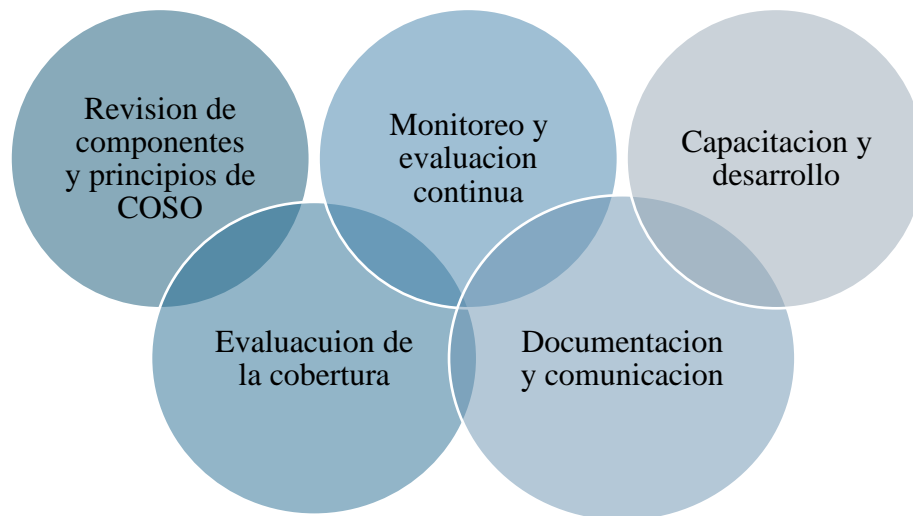 Revision de
componentes
y principios de
COSO
Monitoreo y
evaluacion
continua
Capacitacion y
desarrollo
Evaluacuion de
la cobertura
Documentacion
y comunicacion